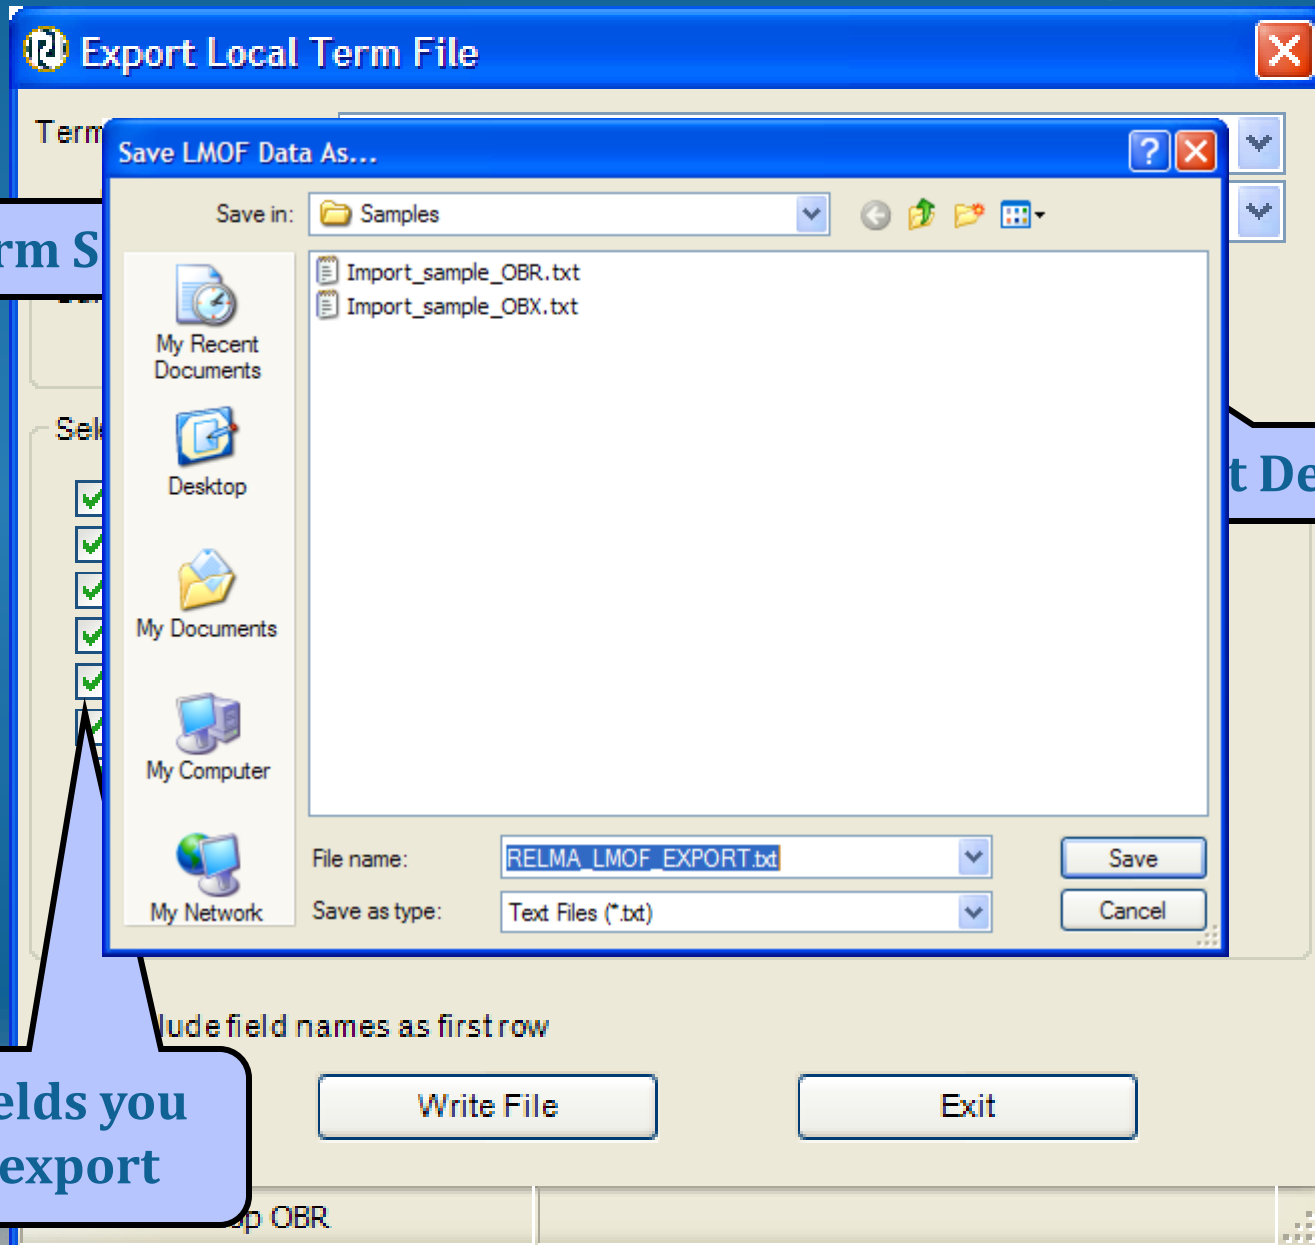 Export Local Term File
Term
Save LMOF Data As...
Save in: Samples
rm S
Import_sample_OBR.txt
Import_sample_OBX.txt
My Recent
Documents
Desktop
My Documents
My Computer
My Network
Sele
t De
File name: RELMA_LMOF_EXPORT.txt Save
Save as type: Text Files (*.txt) Cancel
lude field names as first row
elds you
export
Write File Exit
op OBR